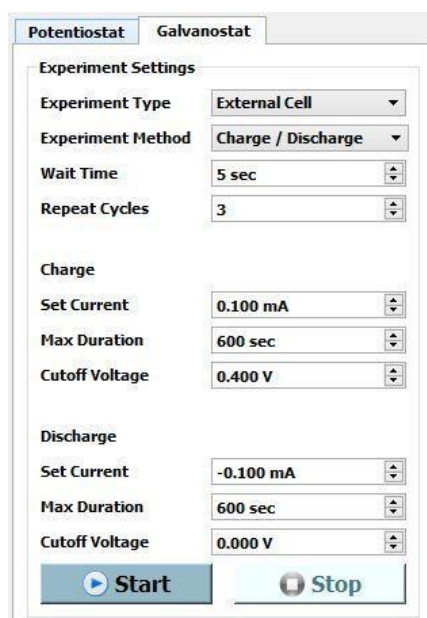 Potentiostat Galvanostat
Experiment Settings
Experiment Type External Cell
Experiment Method Charge / Discharge
Wait Time 5 sec
Repeat Cycles 3
Charge
Set Current 0.100 mA
Max Duration 600 sec
Cutoff Voltage 0.400 V
Discharge
Set Current -0.100 mA
Max Duration 600 sec
Cutoff Voltage 0.000 V
Start Stop